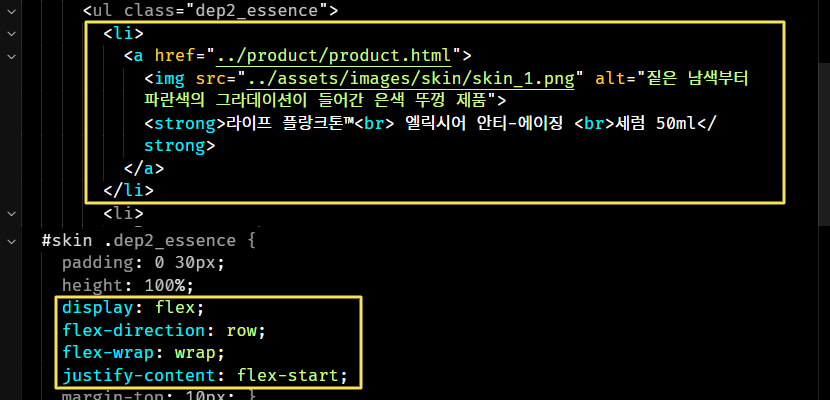 <ul class="dep2_essence">
<li>
<a href="../product/product.html">
<img src="../assets/images/skin/skin_1.png" alt="짙은 남색부터
파란색의 그라데이션이 들어간 은색 뚜껑 제품">
<strong>라이프 플랑크톤™<br> 엘릭시어 안티-에이징 <br>세럼 50ml</
strong>
</a>
</li>
<li>
#skin .dep2_essence {
padding: 0 30px;
height: 100%;
display: flex;
flex-direction: row;
flex-wrap: wrap;
justify-content: flex-start;
margin-top: 10px; }